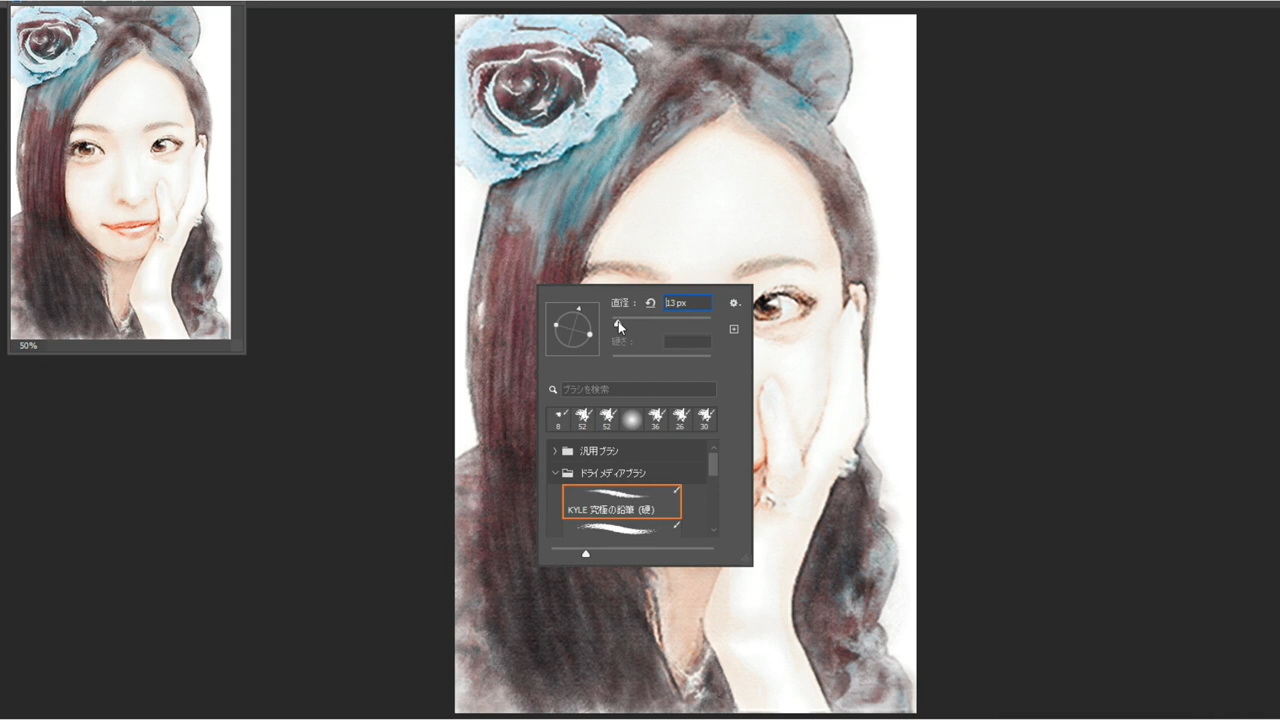 50%
直径： 13 px
硬さ：
ブラシを検索
8 52 52 36 26 30
汎用ブラシ
ドライメディアブラシ
KYLE 究極の鉛筆 (硬)